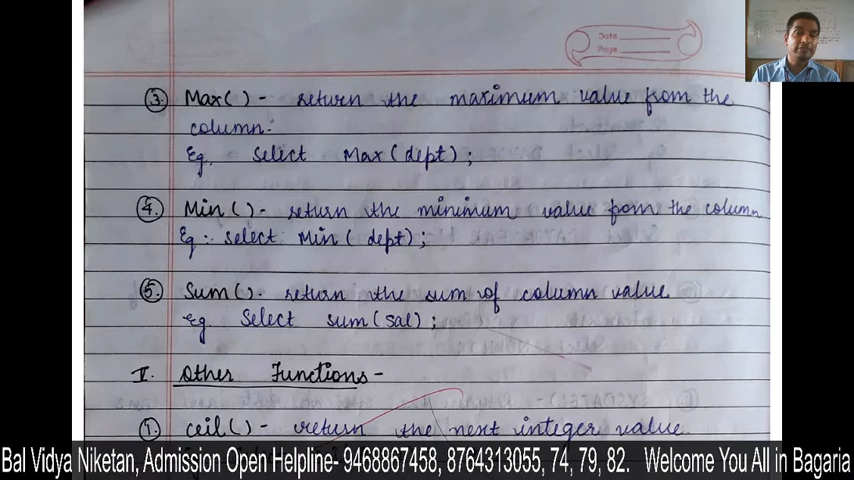 Date
Page
③. Max() - return the maximum value from the
column.
Eg. Select Max(dept);
④. Min() - return the minimum value from the column
Eg :- select Min(dept);
⑤. Sum(). return the sum of column value
Eg Select sum(sal);
V. Other Functions-
①. ceil() - return the next integer value
Bal Vidya Niketan, Admission Open Helpline- 9468867458, 8764313055, 74, 79, 82. Welcome You All in Bagaria